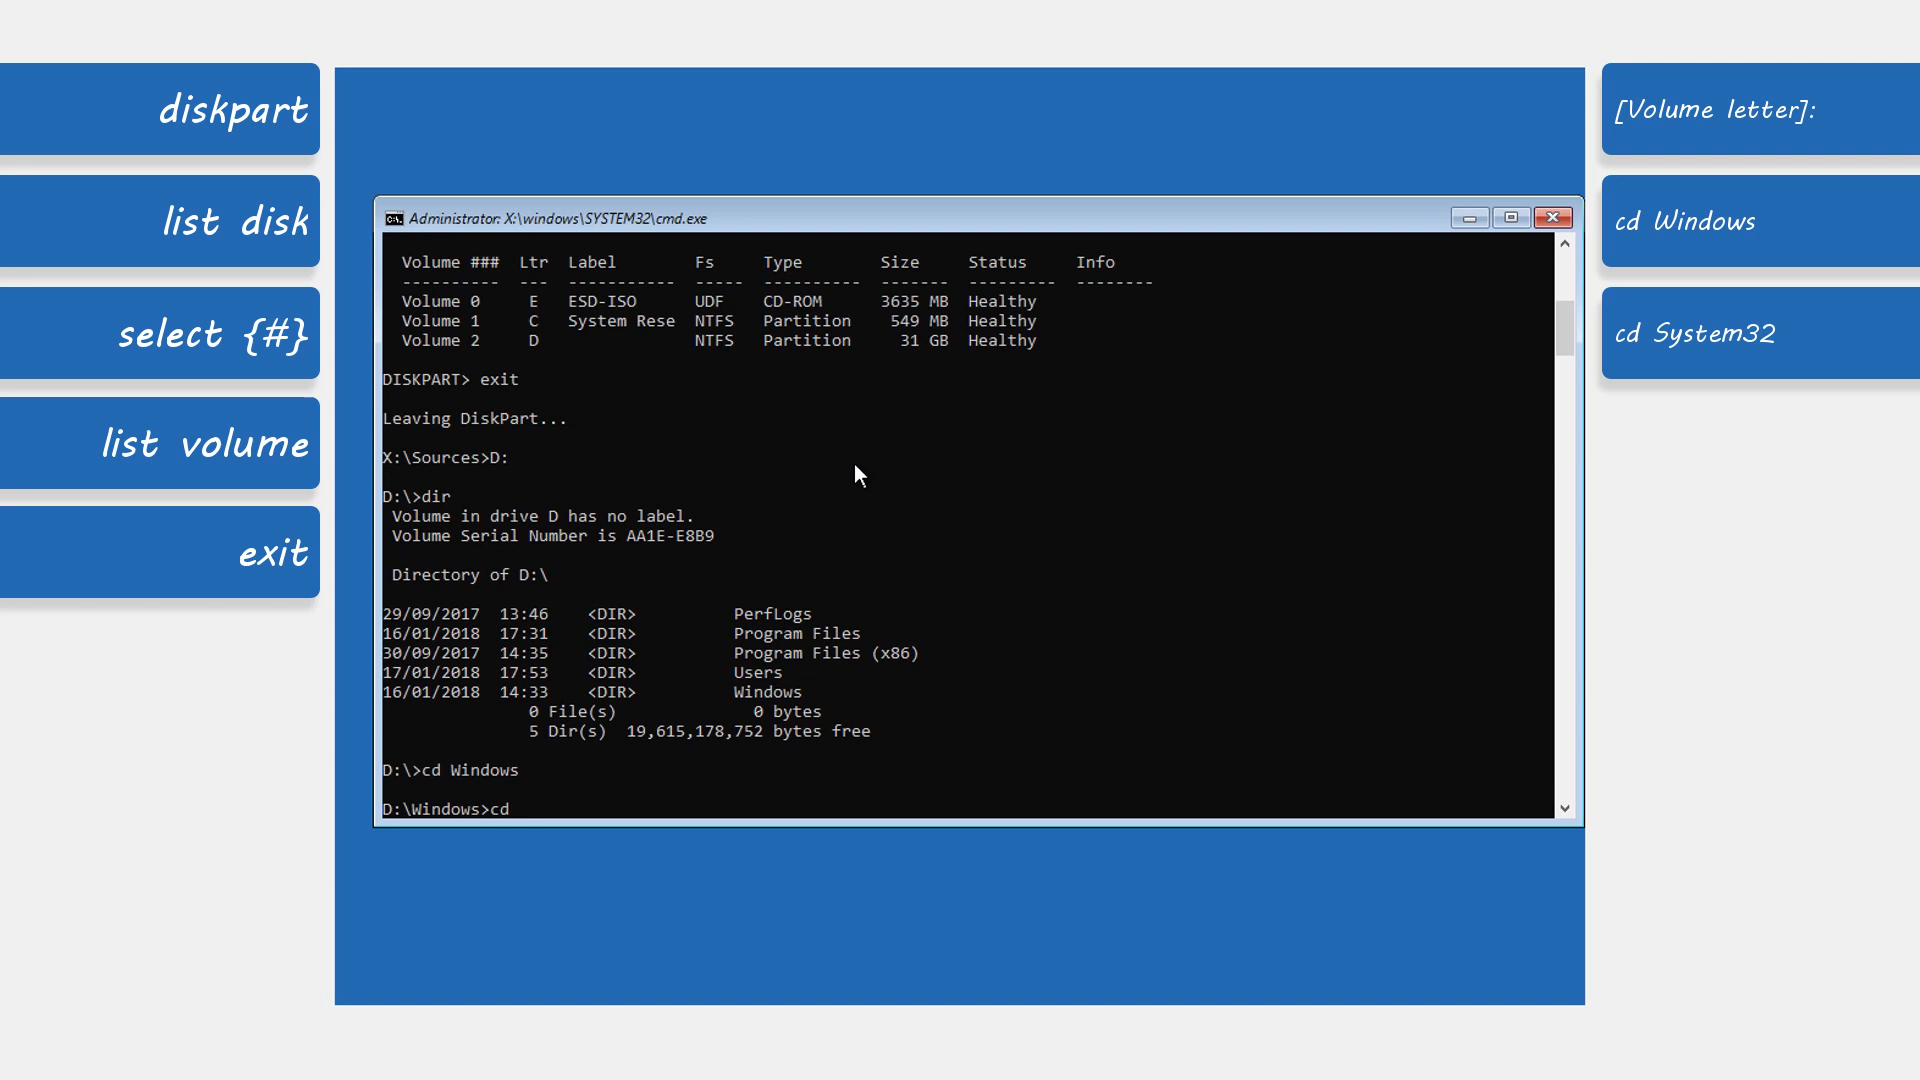 diskpart
list disk
select {#}
list volume
exit
Administrator: X:\windows\SYSTEM32\cmd.exe
Volume ### Ltr Label Fs Type Size Status Info
---------- --- ----------- ----- ---------- ------- --------- --------
Volume 0 E ESD-ISO UDF CD-ROM 3635 MB Healthy
Volume 1 C System Rese NTFS Partition 549 MB Healthy
Volume 2 D NTFS Partition 31 GB Healthy
DISKPART> exit
Leaving DiskPart...
X:\Sources>D:
D:\>dir
Volume in drive D has no label.
Volume Serial Number is AA1E-E8B9
Directory of D:\
29/09/2017 13:46 <DIR> PerfLogs
16/01/2018 17:31 <DIR> Program Files
30/09/2017 14:35 <DIR> Program Files (x86)
17/01/2018 17:53 <DIR> Users
16/01/2018 14:33 <DIR> Windows
0 File(s) 0 bytes
5 Dir(s) 19,615,178,752 bytes free
D:\>cd Windows
D:\Windows>cd
[Volume letter]:
cd Windows
cd System32